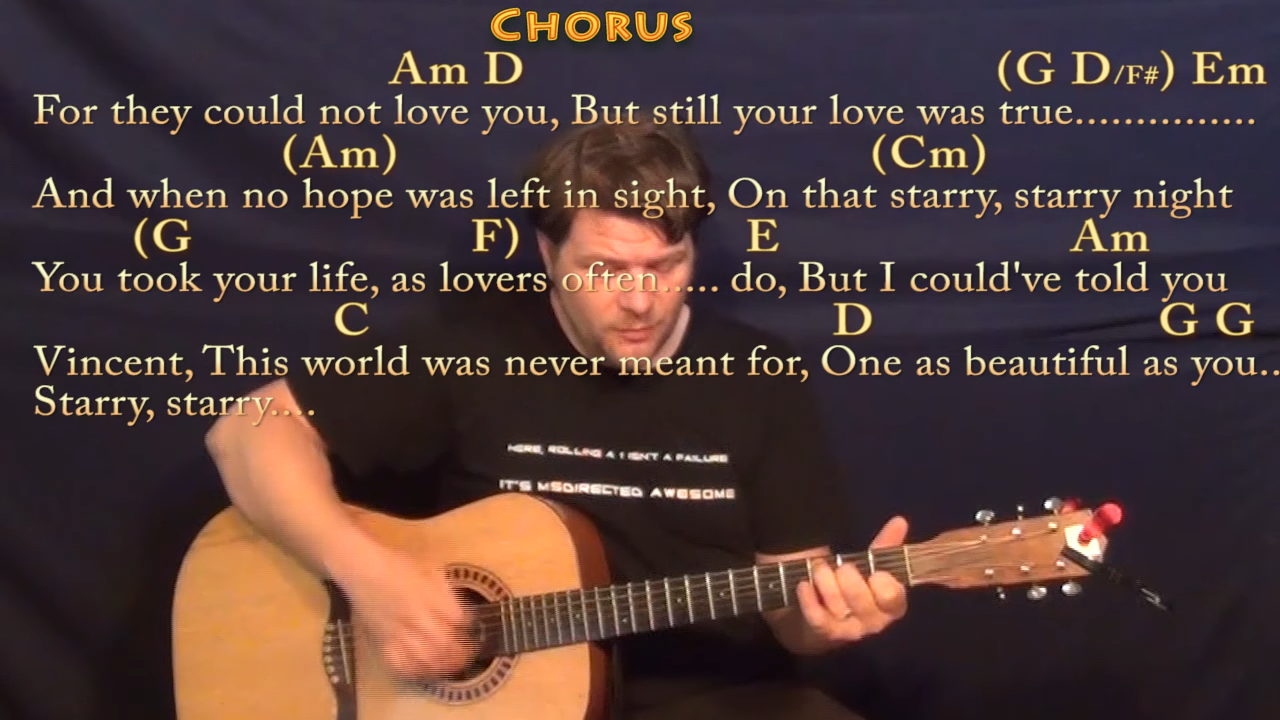 CHORUS
Am D (G D/F#) Em
For they could not love you, But still your love was true...............
(Am) (Cm)
And when no hope was left in sight, On that starry, starry night
(G F) E Am
You took your life, as lovers often..... do, But I could've told you
C D G G
Vincent, This world was never meant for, One as beautiful as you..
Starry, starry....
HERE, ROLLING A 1 ISN'T A FAILURE
IT'S MSDIRECTED AWESOME